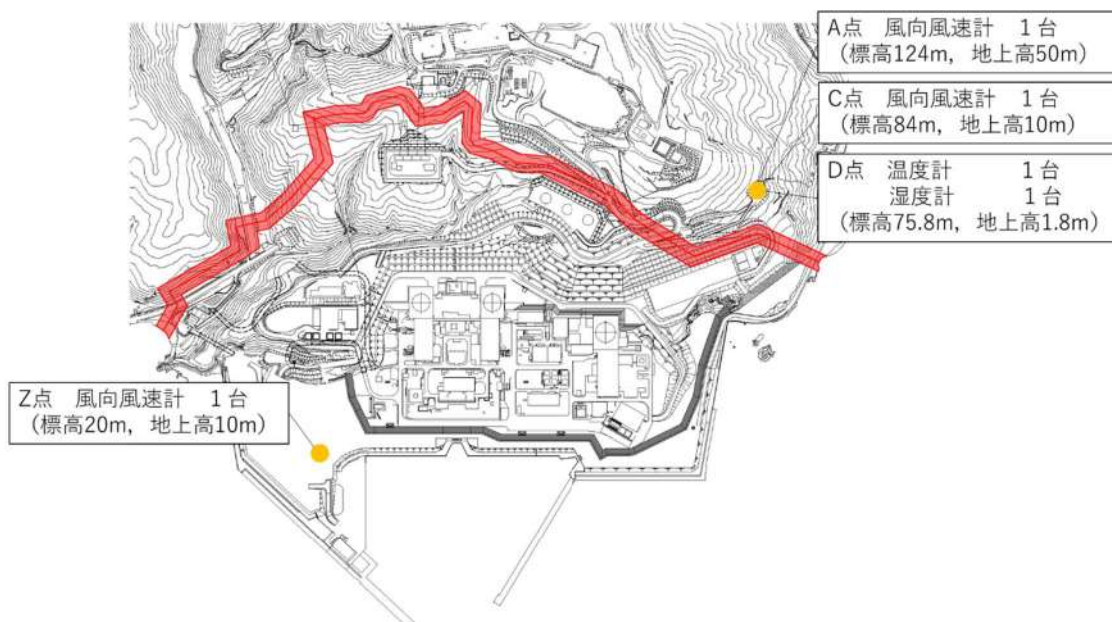 A点 風向風速計 1台
(標高124m, 地上高50m)
C点 風向風速計 1台
(標高84m, 地上高10m)
D点 温度計 1台
湿度計 1台
(標高75.8m, 地上高1.8m)
Z点 風向風速計 1台
(標高20m, 地上高10m)